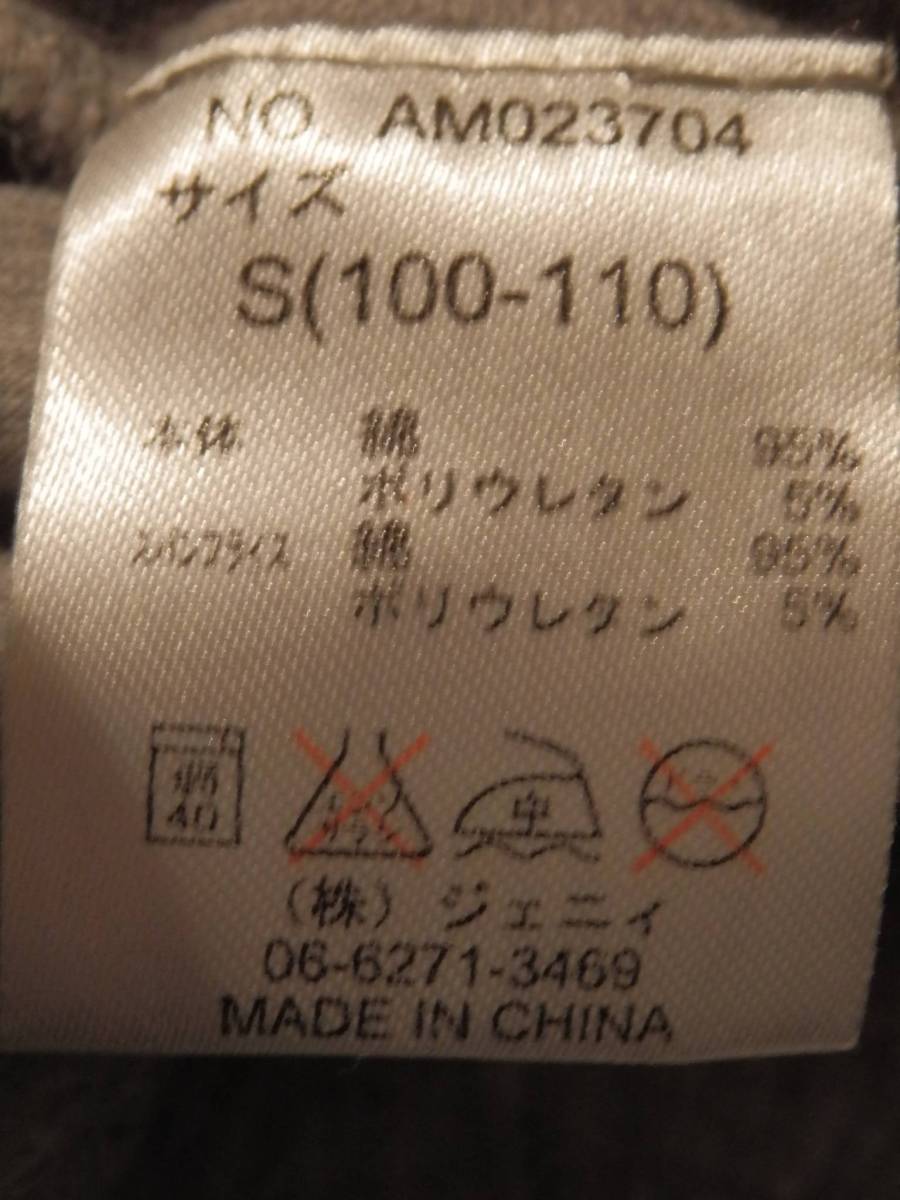 NO. AM023704
サイズ
S(100-110)
本体 綿 95%
ポリウレタン 5%
スパンフライス 綿 95%
ポリウレタン 5%
40
中
(株) ジェニィ
06-6271-3469
MADE IN CHINA